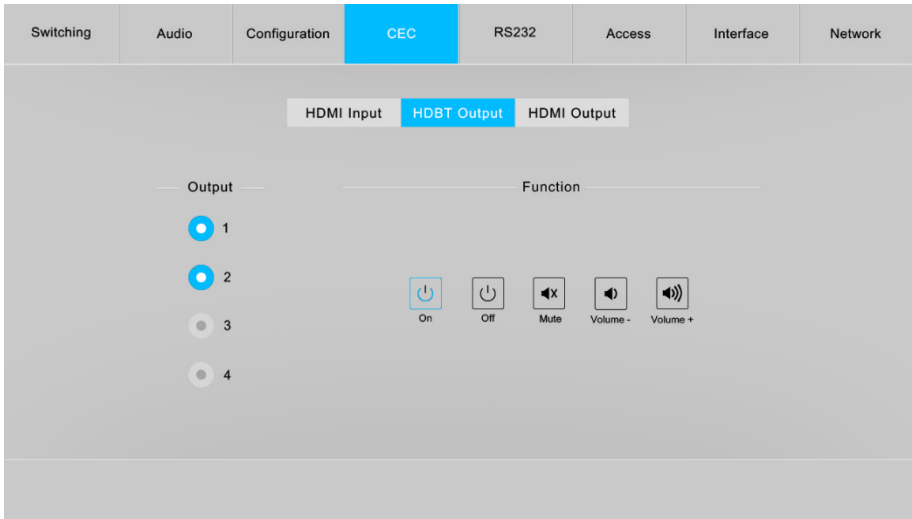 Switching Audio Configuration CEC RS232 Access Interface Network
HDMI Input HDBT Output HDMI Output
Output Function
1
2
On Off Mute Volume - Volume +
3
4